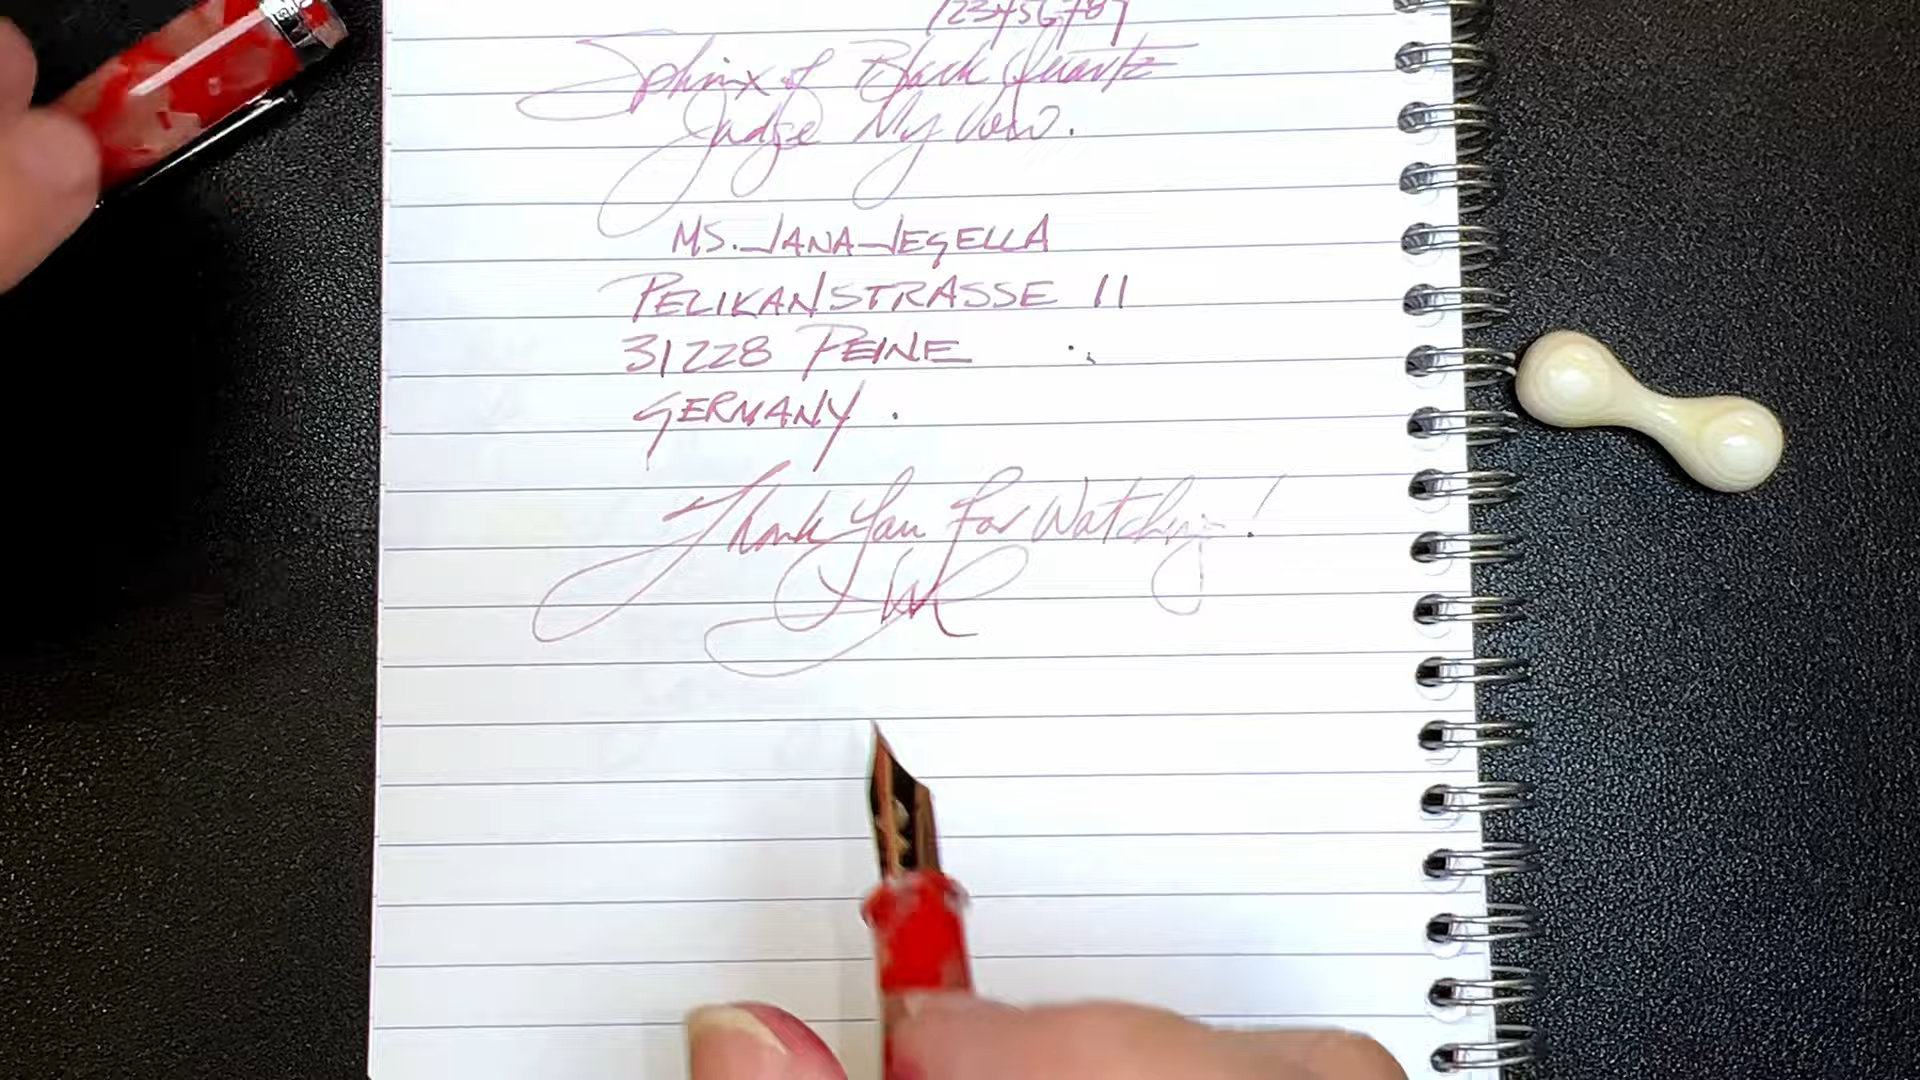 123456789
Sphinx of Black Quartz
Judge My Vow.
MS. JANA JESELLA
PELIKANSTRASSE 11
31228 PEINE
GERMANY.
Thank You For Watching!